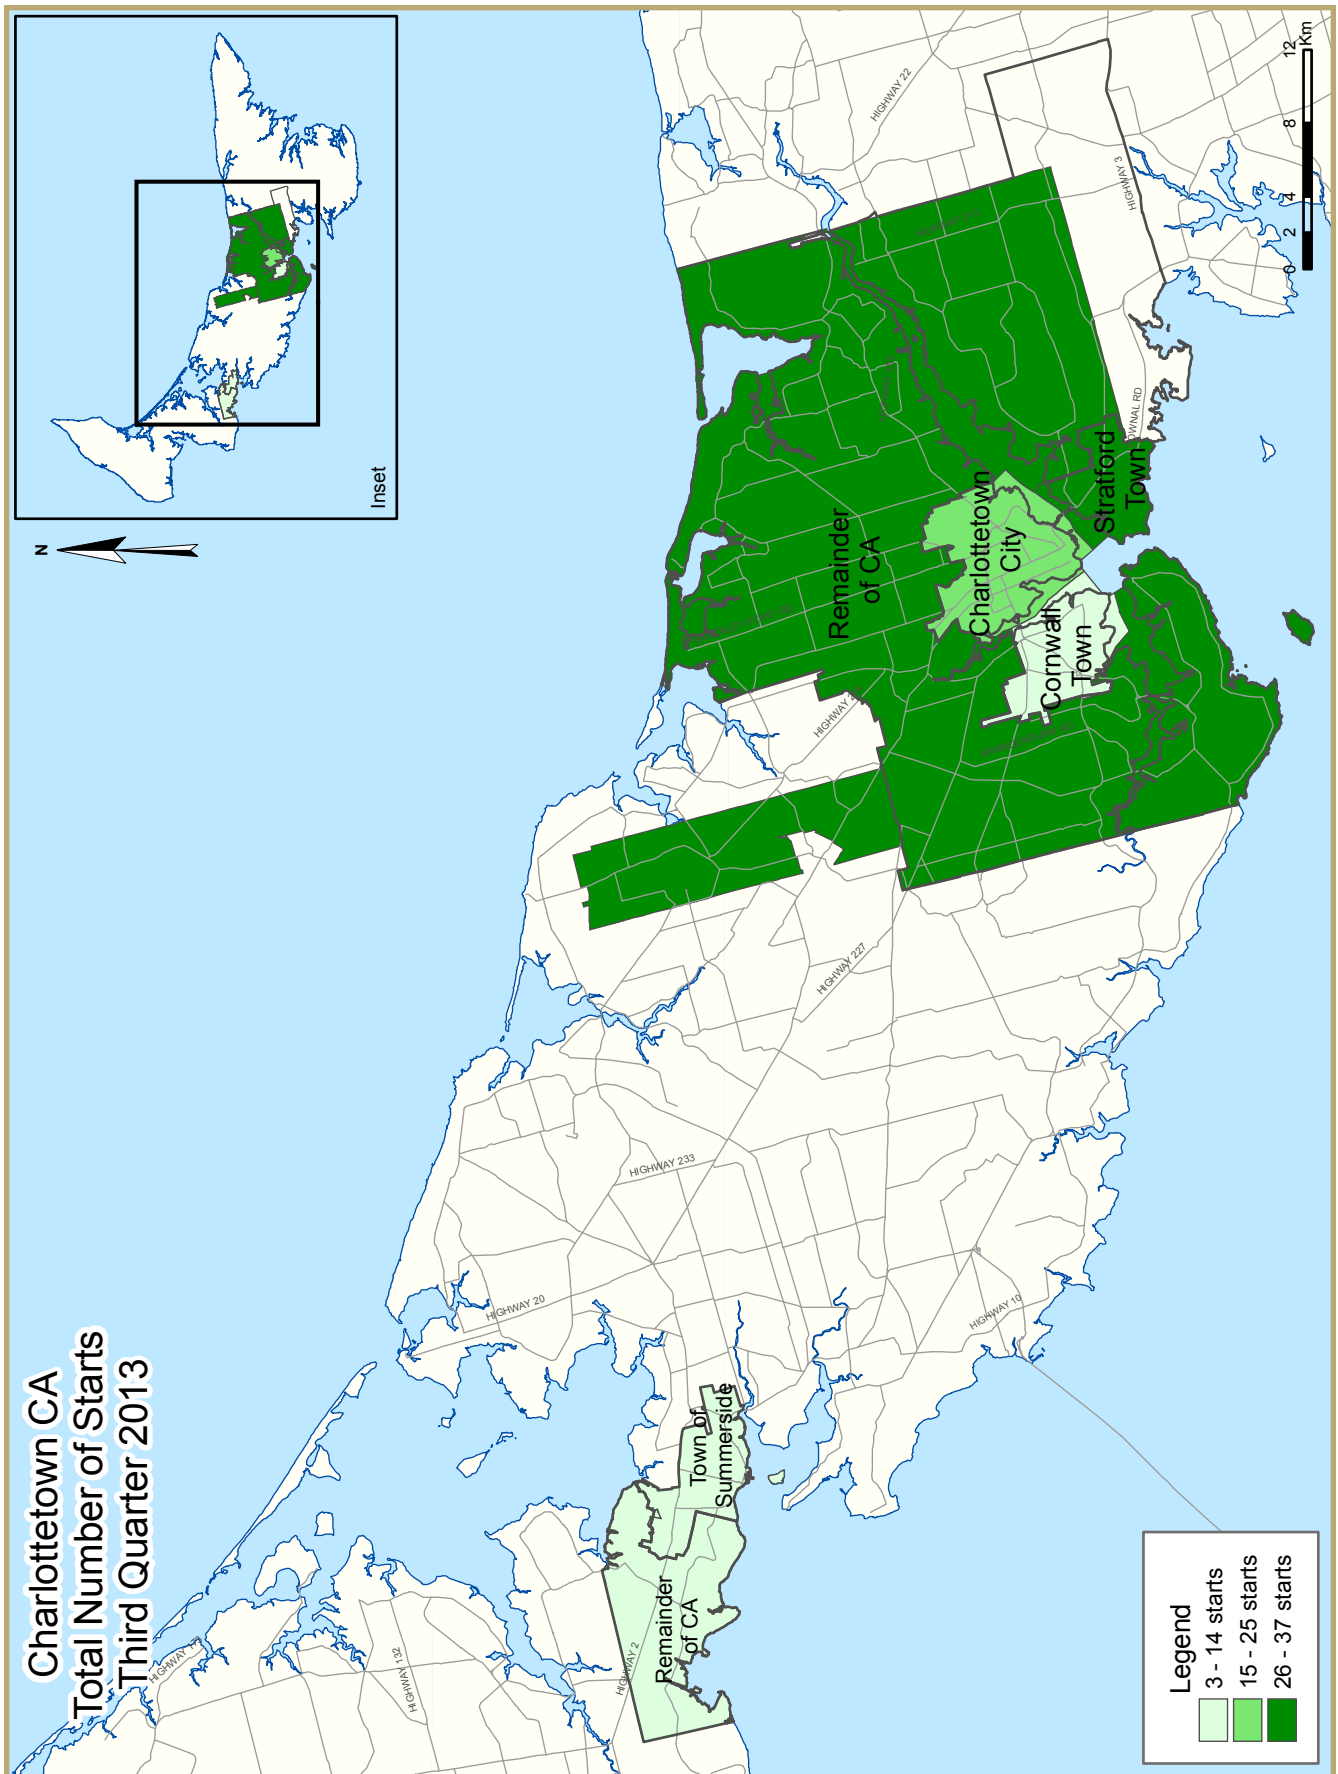 Charlottetown CA
Total Number of Starts
Third Quarter 2013
N
Inset
HIGHWAY 132
HIGHWAY 2
HIGHWAY 20
HIGHWAY 233
HIGHWAY 227
HIGHWAY 10
HIGHWAY 22
HIGHWAY 3
Remainder
of CA
Town of
Summerside
Remainder
of CA
Charlottetown
City
Cornwall
Town
Stratford
Town
Legend
3 - 14 starts
15 - 25 starts
26 - 37 starts
0 2 4 8 12
Km